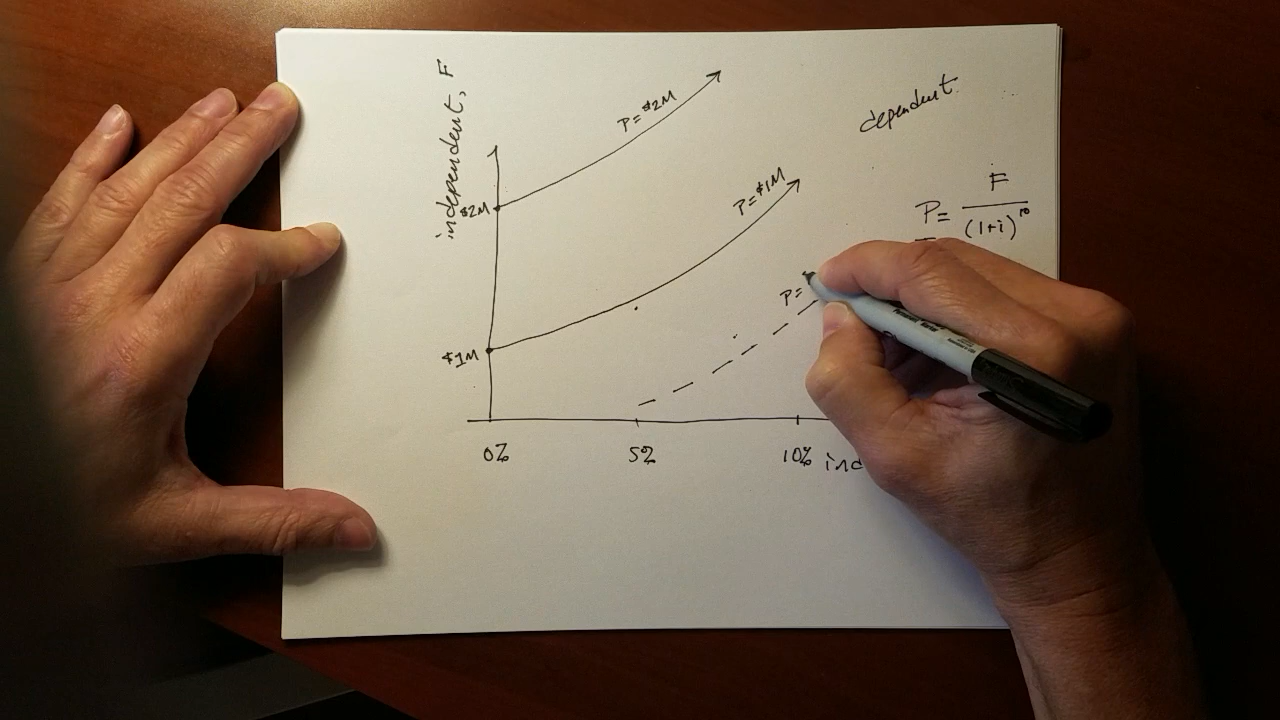 independent, F
P=$2M
dependent
P=$1M
$2M
P= F
(1+i)^10
P=
$1M
0% 5% 10%